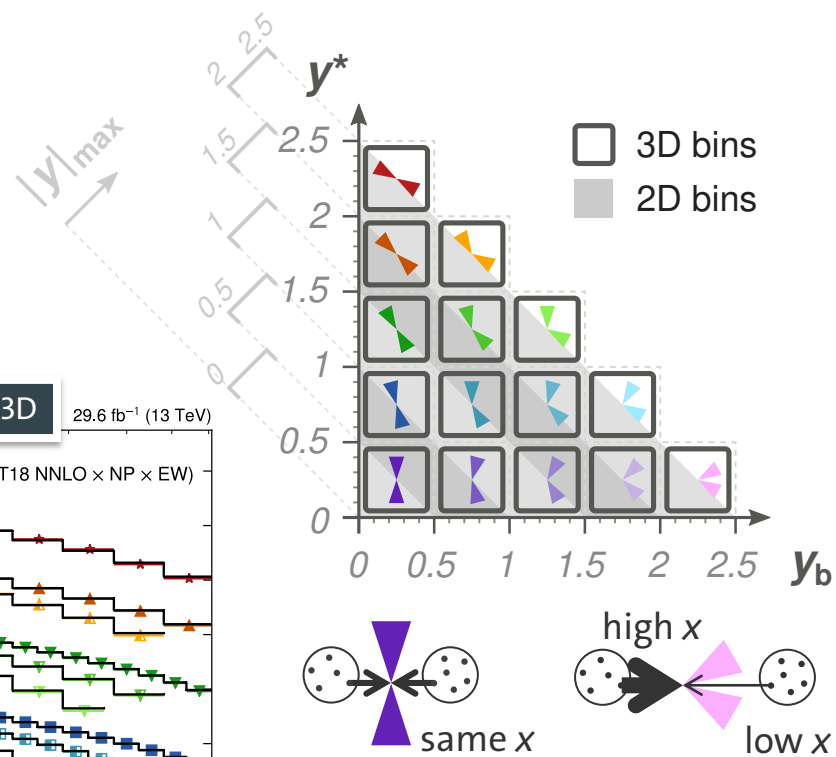 |y|max
0
0.5
1
1.5
2
2.5
y*
2.5
2
1.5
1
0.5
0
0 0.5 1 1.5 2 2.5
yb
3D bins
2D bins
3D
29.6 fb⁻¹ (13 TeV)
T18 NNLO × NP × EW)
same x
high x
low x